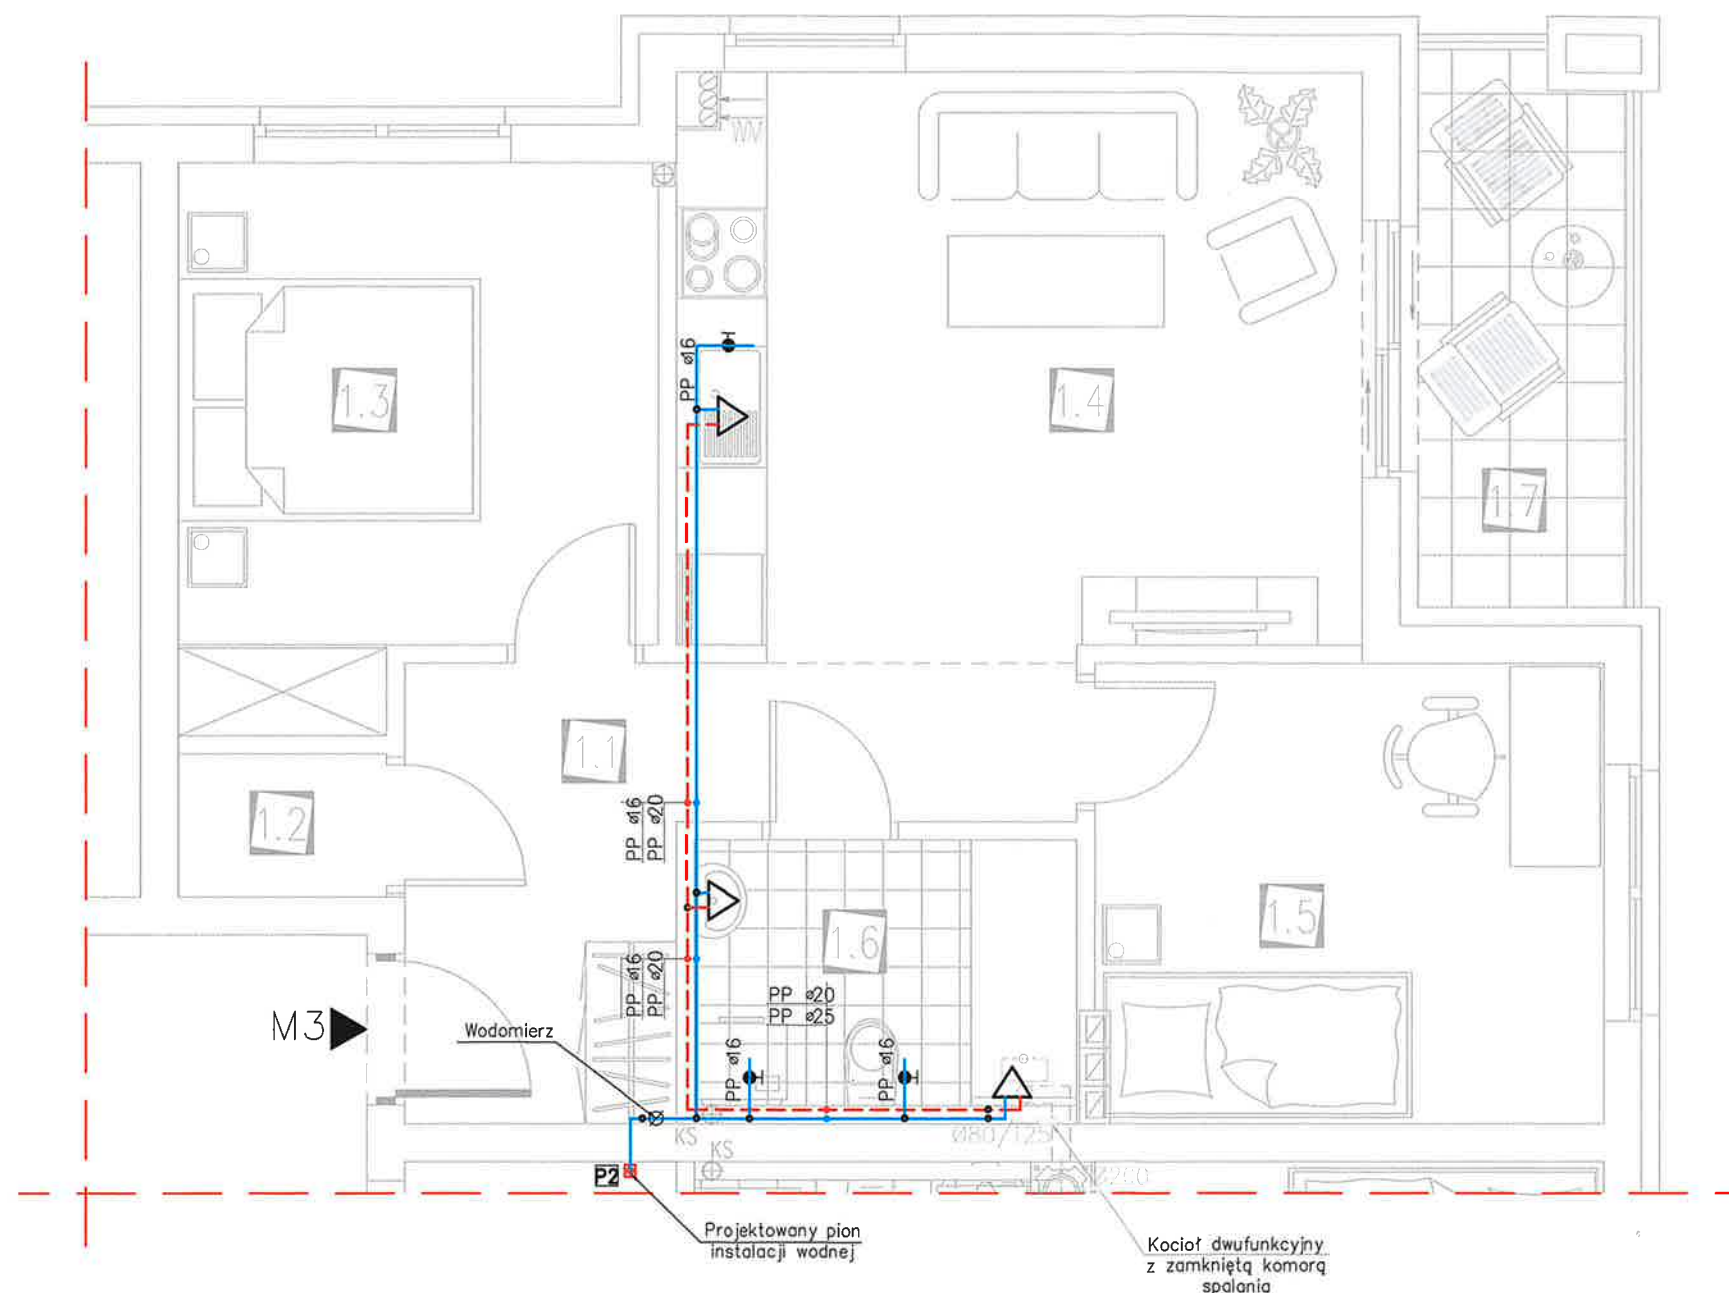 W
1.3
1.4
PP ø16
1.7
1.1
1.2
PP ø16
PP ø20
1.5
1.6
PP ø16
PP ø20
PP ø20
PP ø25
M3
Wodomierz
PP ø16
PP ø16
KS
Ø80/125
KS
P2
Projektowany pion
instalacji wodnej
Kocioł dwufunkcyjny
z zamkniętą komorą
spalania